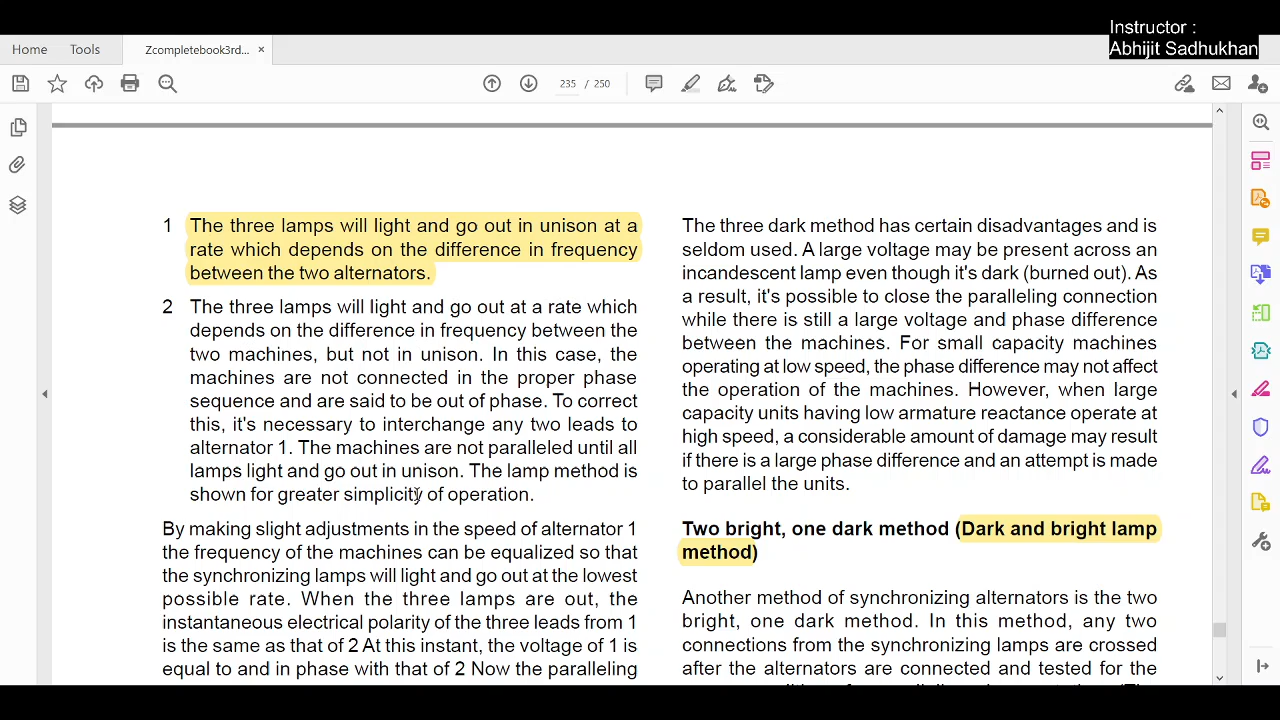 Instructor :
Abhijit Sadhukhan
Home
Tools
Zcompletebook3rd... ×
235 / 250
1 The three lamps will light and go out in unison at a
rate which depends on the difference in frequency
between the two alternators.
2 The three lamps will light and go out at a rate which
depends on the difference in frequency between the
two machines, but not in unison. In this case, the
machines are not connected in the proper phase
sequence and are said to be out of phase. To correct
this, it's necessary to interchange any two leads to
alternator 1. The machines are not paralleled until all
lamps light and go out in unison. The lamp method is
shown for greater simplicity of operation.
By making slight adjustments in the speed of alternator 1
the frequency of the machines can be equalized so that
the synchronizing lamps will light and go out at the lowest
possible rate. When the three lamps are out, the
instantaneous electrical polarity of the three leads from 1
is the same as that of 2 At this instant, the voltage of 1 is
equal to and in phase with that of 2 Now the paralleling
The three dark method has certain disadvantages and is
seldom used. A large voltage may be present across an
incandescent lamp even though it's dark (burned out). As
a result, it's possible to close the paralleling connection
while there is still a large voltage and phase difference
between the machines. For small capacity machines
operating at low speed, the phase difference may not affect
the operation of the machines. However, when large
capacity units having low armature reactance operate at
high speed, a considerable amount of damage may result
if there is a large phase difference and an attempt is made
to parallel the units.
Two bright, one dark method (Dark and bright lamp
method)
Another method of synchronizing alternators is the two
bright, one dark method. In this method, any two
connections from the synchronizing lamps are crossed
after the alternators are connected and tested for the